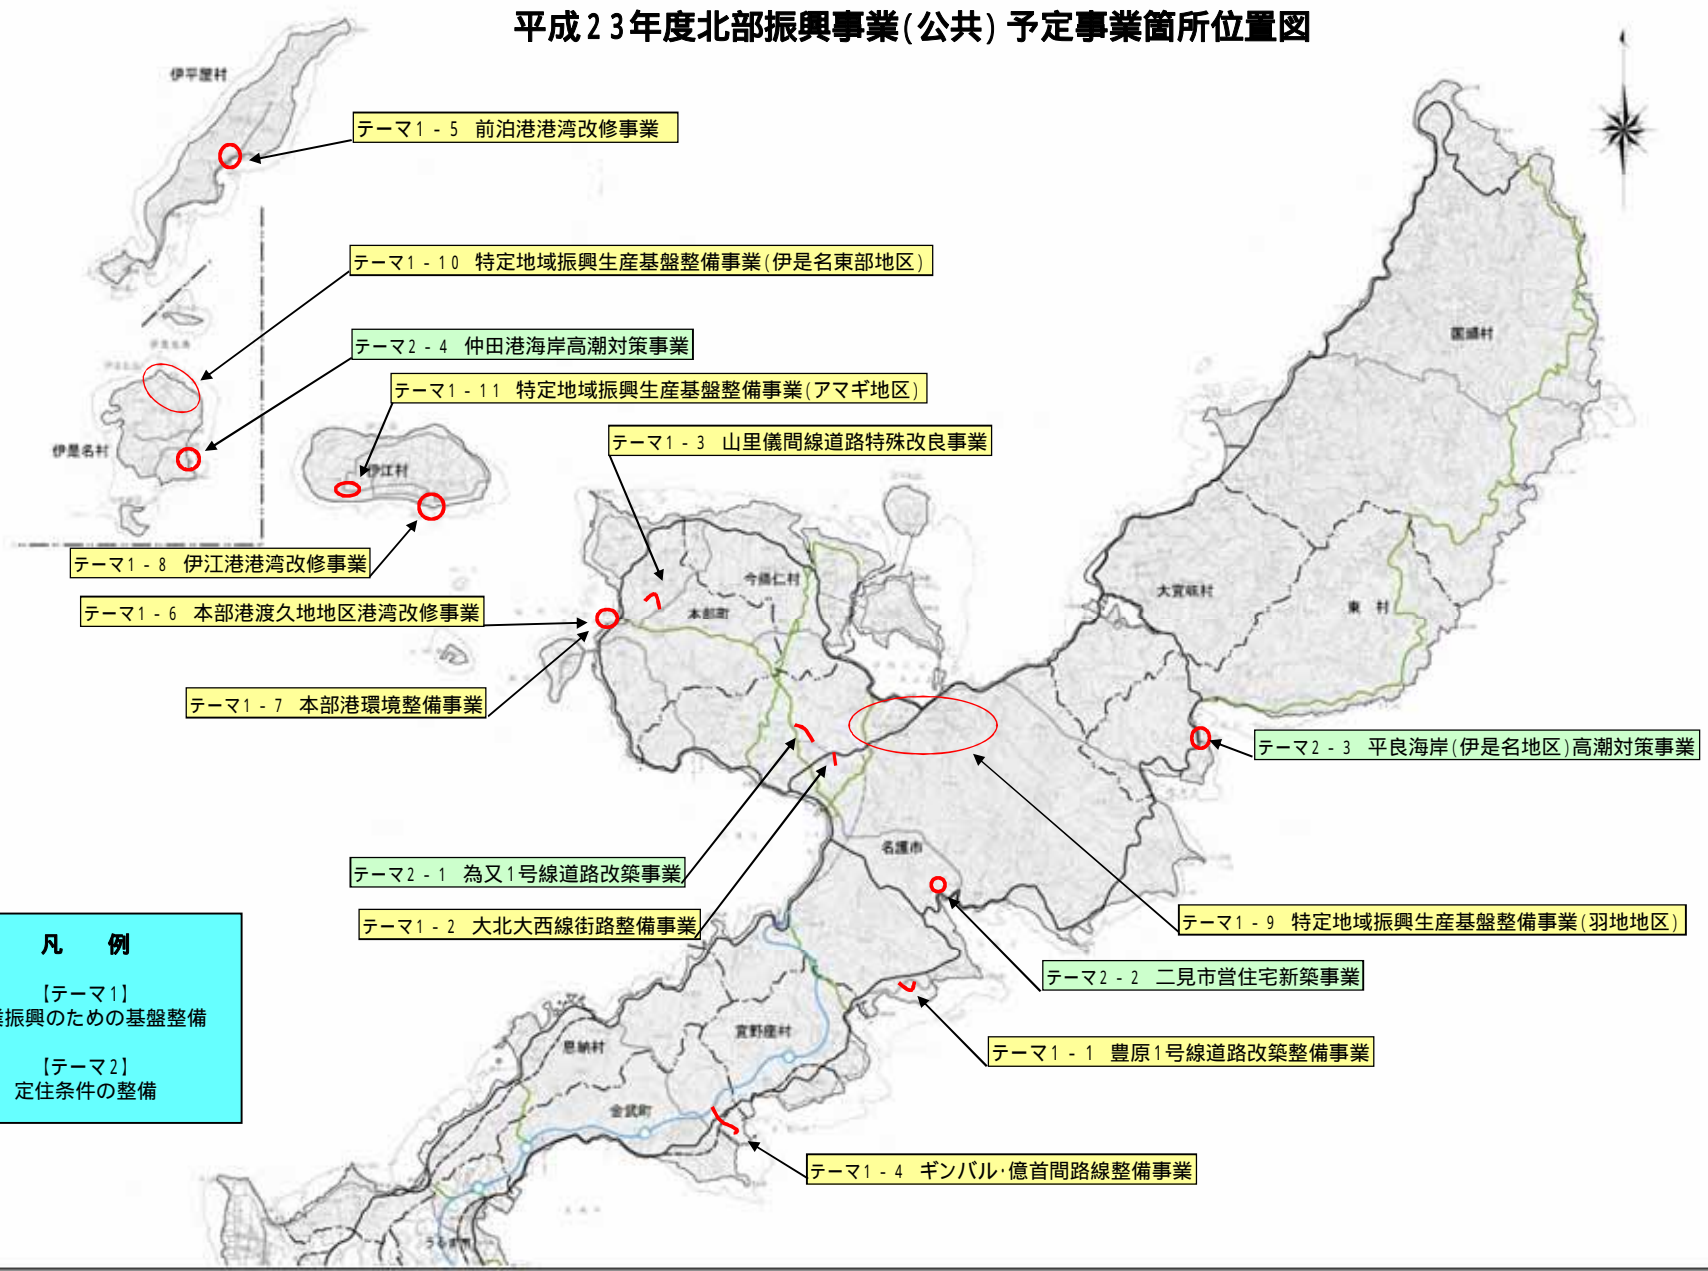 平成23年度北部振興事業(公共)予定事業箇所位置図
伊平屋村
テーマ1-5 前泊港港湾改修事業
テーマ1-10 特定地域振興生産基盤整備事業(伊是名東部地区)
テーマ2-4 仲田港海岸高潮対策事業
テーマ1-11 特定地域振興生産基盤整備事業(アマギ地区)
テーマ1-3 山里儀間線道路特殊改良事業
国頭村
伊是名村
伊江村
テーマ1-8 伊江港港湾改修事業
今帰仁村
大宜味村
東 村
本部町
テーマ1-6 本部港渡久地地区港湾改修事業
テーマ1-7 本部港環境整備事業
テーマ2-3 平良海岸(伊是名地区)高潮対策事業
名護市
テーマ2-1 為又1号線道路改築事業
テーマ1-2 大北大西線街路整備事業
テーマ1-9 特定地域振興生産基盤整備事業(羽地地区)
テーマ2-2 二見市営住宅新築事業
凡 例
【テーマ1】
業振興のための基盤整備
【テーマ2】
定住条件の整備
宜野座村
恩納村
テーマ1-1 豊原1号線道路改築整備事業
金武町
テーマ1-4 ギンバル・億首間路線整備事業
うるま市